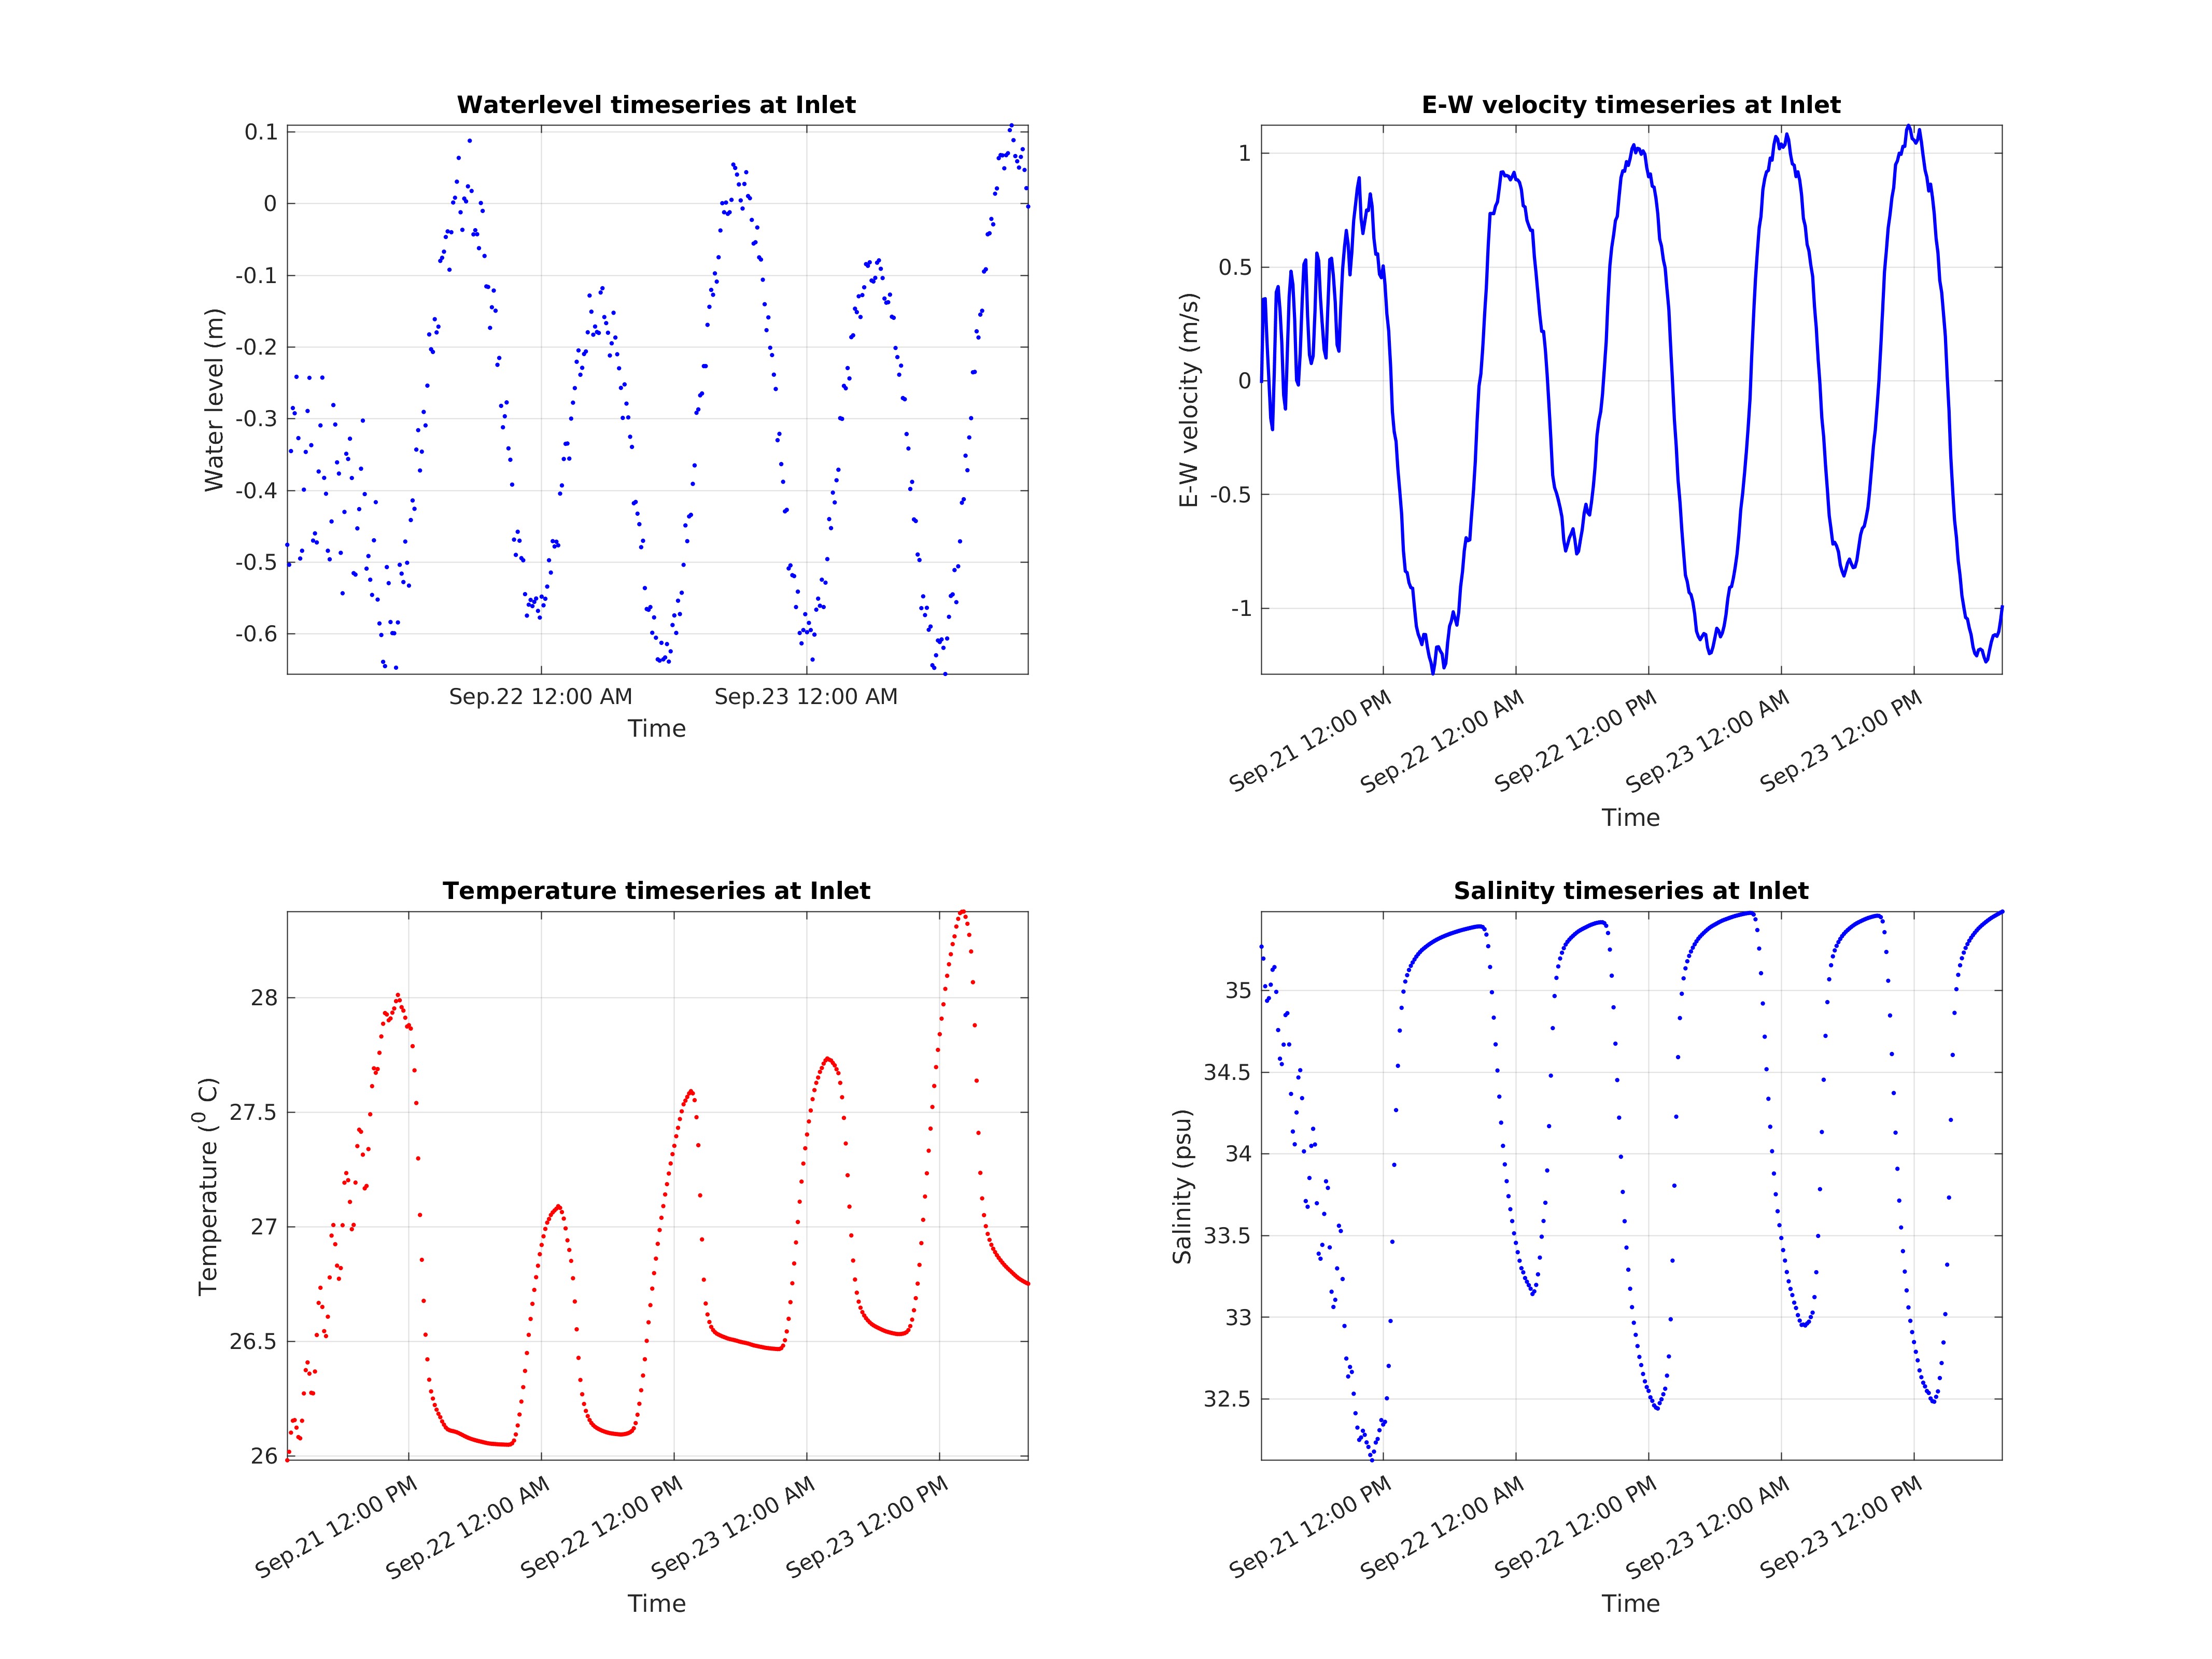 Waterlevel timeseries at Inlet
0.1
0
-0.1
-0.2
-0.3
-0.4
-0.5
-0.6
Water level (m)
Sep.22 12:00 AM
Sep.23 12:00 AM
Time
E-W velocity timeseries at Inlet
1
0.5
0
-0.5
-1
E-W velocity (m/s)
Sep.21 12:00 PM
Sep.22 12:00 AM
Sep.22 12:00 PM
Sep.23 12:00 AM
Sep.23 12:00 PM
Time
Temperature timeseries at Inlet
28
27.5
27
26.5
26
Temperature (⁰ C)
Sep.21 12:00 PM
Sep.22 12:00 AM
Sep.22 12:00 PM
Sep.23 12:00 AM
Sep.23 12:00 PM
Time
Salinity timeseries at Inlet
35
34.5
34
33.5
33
32.5
Salinity (psu)
Sep.21 12:00 PM
Sep.22 12:00 AM
Sep.22 12:00 PM
Sep.23 12:00 AM
Sep.23 12:00 PM
Time